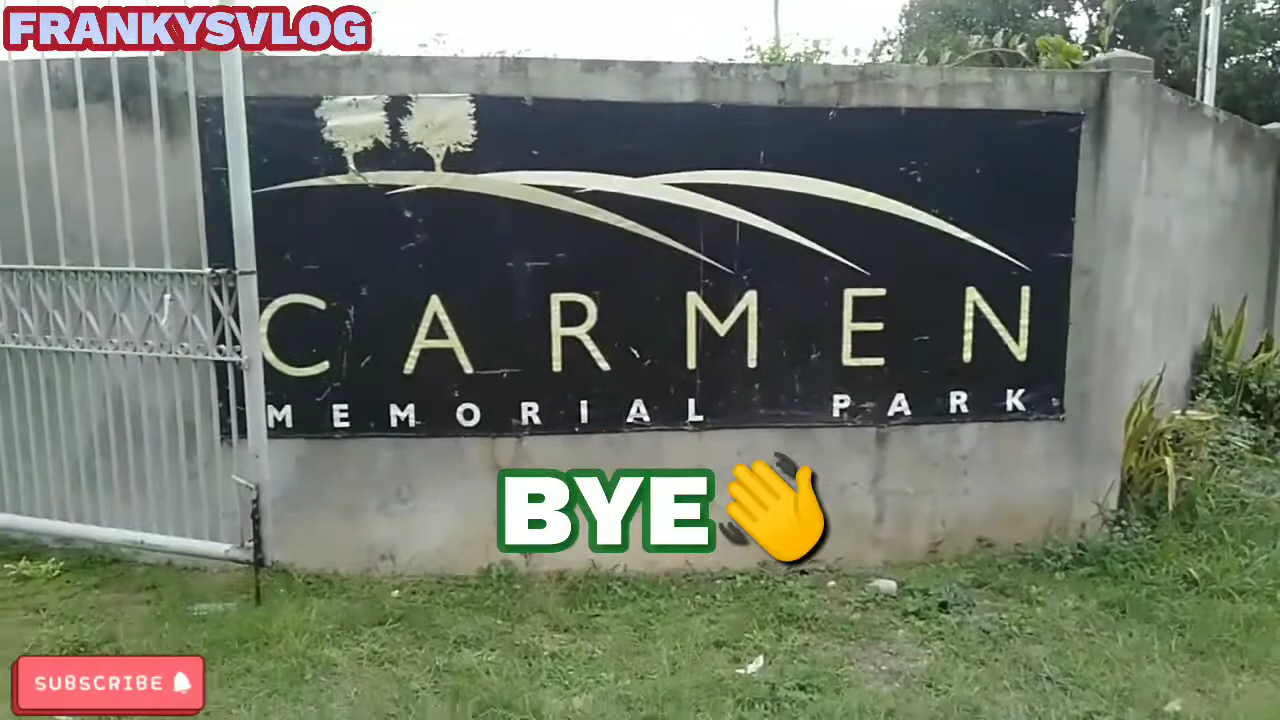 FRANKYSVLOG
CARMEN
MEMORIAL PARK
BYE👋
SUBSCRIBE